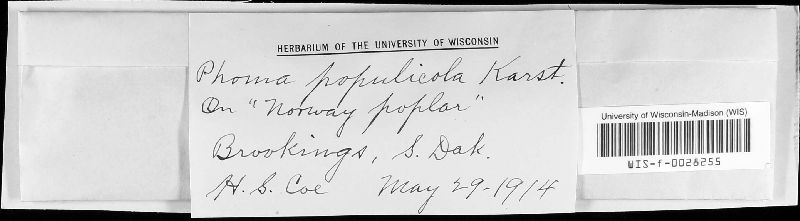 HERBARIUM OF THE UNIVERSITY OF WISCONSIN
Phoma populicola Karst.
On "Norway poplar"
Brookings, S. Dak.
H. S. Coe May 29-1914
University of Wisconsin-Madison (WIS)
WIS-f-0028255